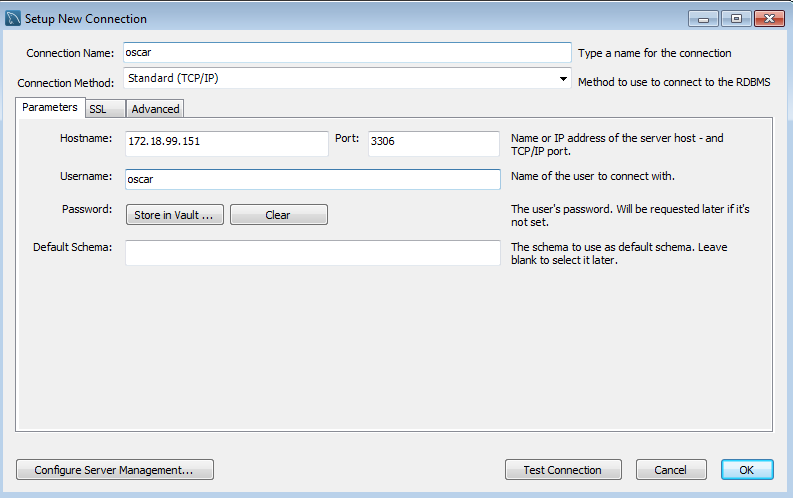 Setup New Connection
Connection Name: oscar Type a name for the connection
Connection Method: Standard (TCP/IP) Method to use to connect to the RDBMS
Parameters SSL Advanced
Hostname: 172.18.99.151 Port: 3306 Name or IP address of the server host - and
TCP/IP port.
Username: oscar Name of the user to connect with.
Password: Store in Vault ... Clear The user's password. Will be requested later if it's
not set.
Default Schema: The schema to use as default schema. Leave
blank to select it later.
Configure Server Management... Test Connection Cancel OK